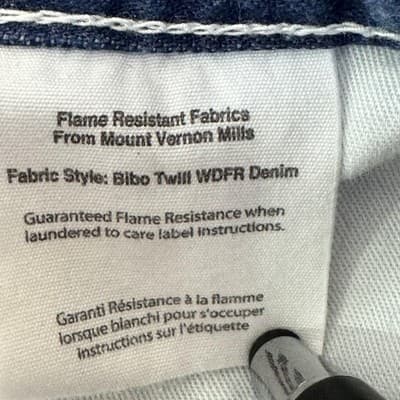 Flame Resistant Fabrics
From Mount Vernon Mills
Fabric Style: Bibo Twill WDFR Denim
Guaranteed Flame Resistance when
laundered to care label instructions.
Garanti Résistance à la flamme
lorsque bianchi pour s'occuper
instructions sur l'étiquette